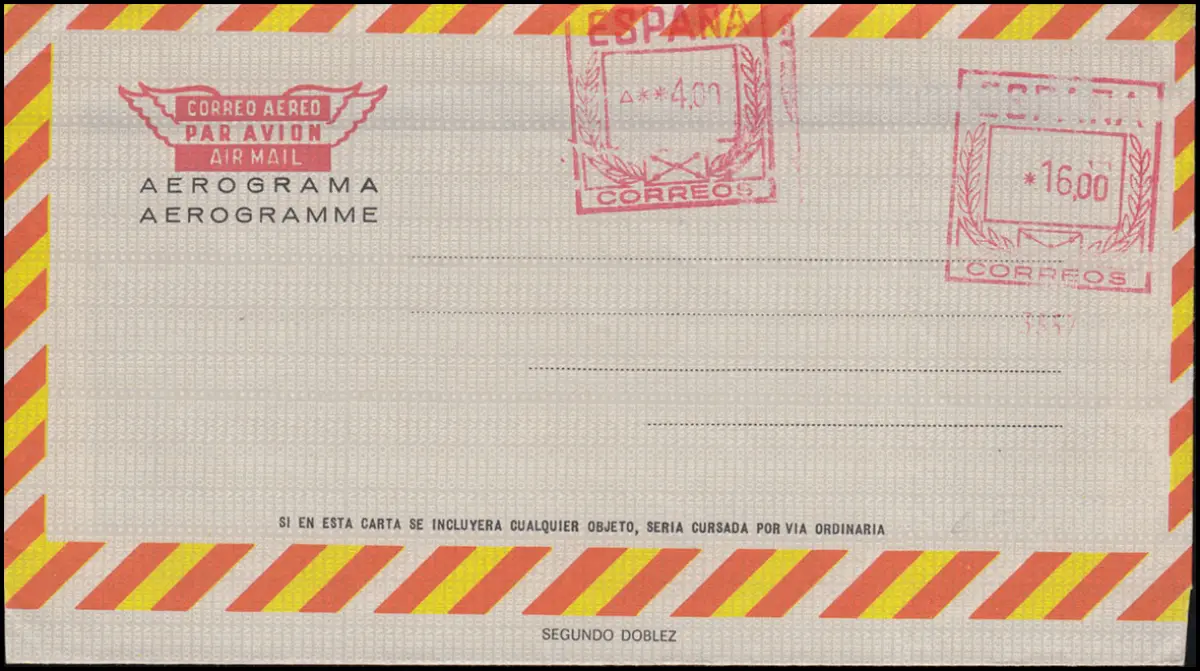 ESPAÑA
△**4,00
CORREOS
ESPAÑA
*16,00
CORREOS
CORREO AEREO
PAR AVION
AIR MAIL
AEROGRAMA
AEROGRAMME
SI EN ESTA CARTA SE INCLUYERA CUALQUIER OBJETO, SERIA CURSADA POR VIA ORDINARIA
SEGUNDO DOBLEZ